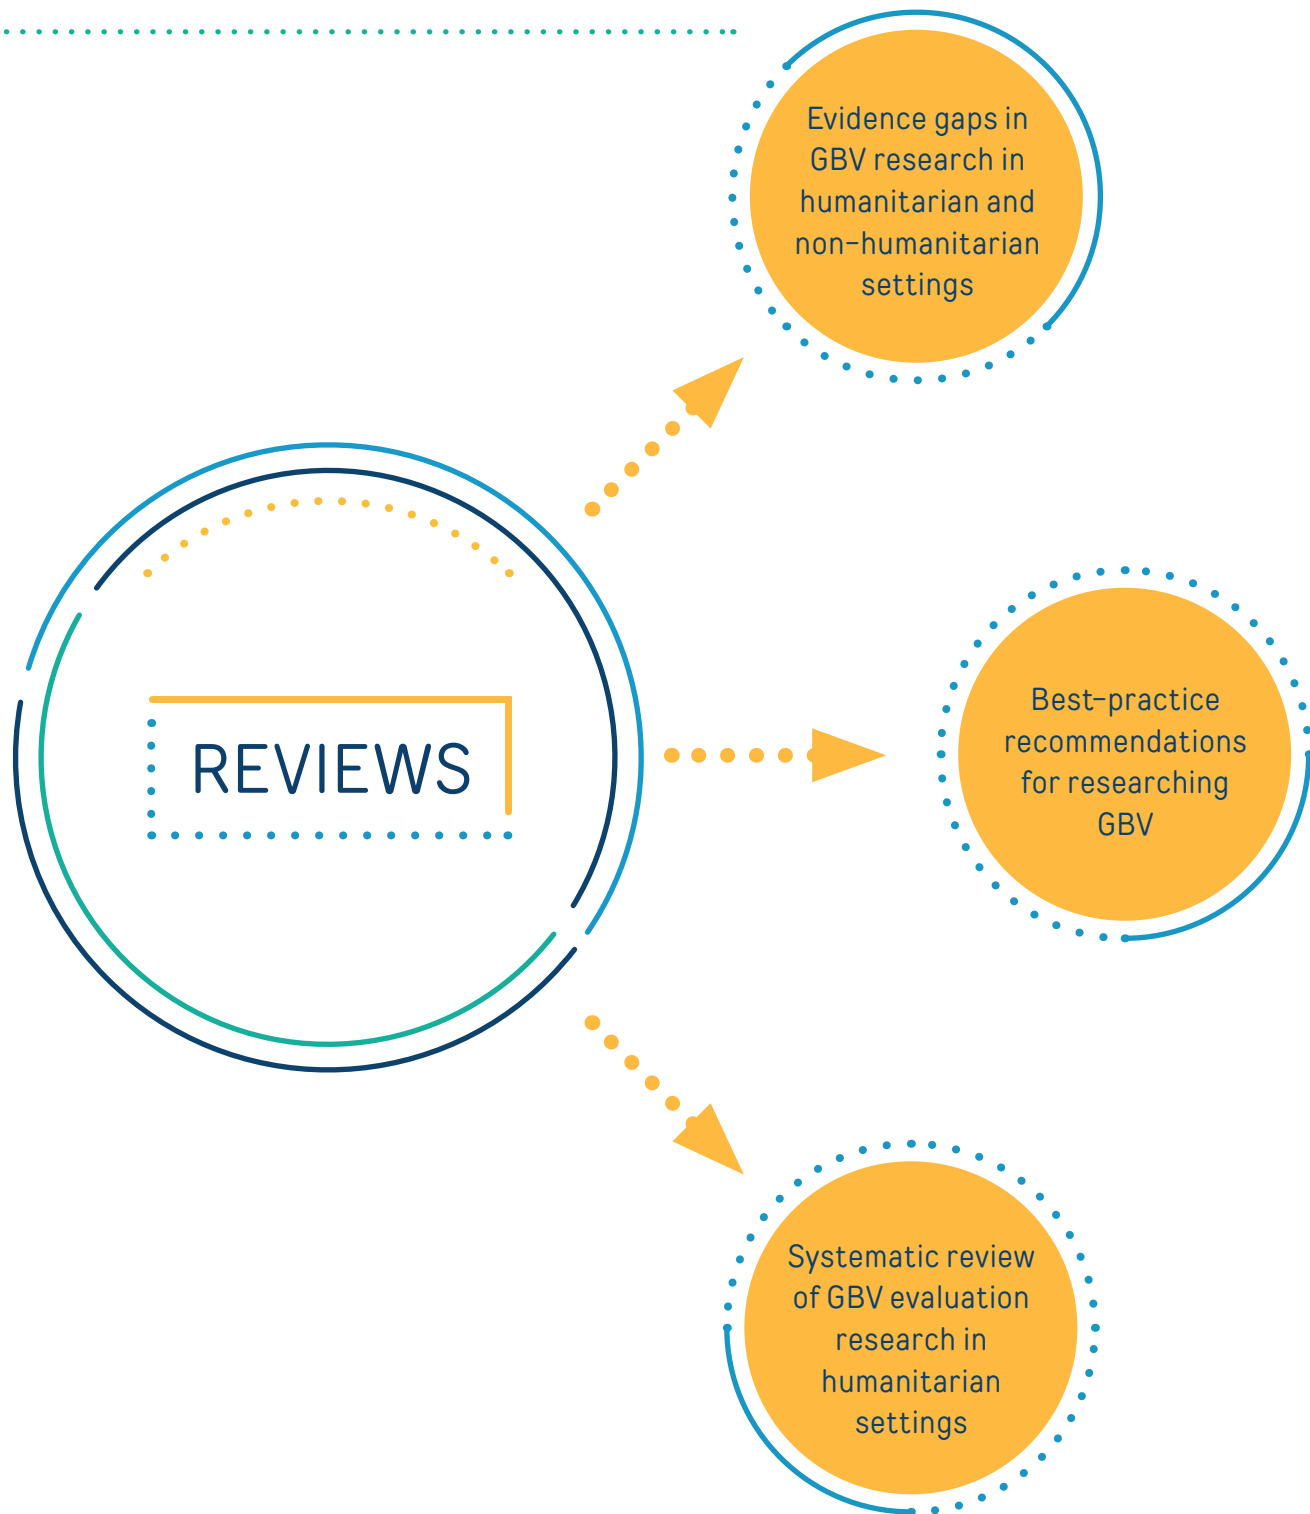 Evidence gaps in
GBV research in
humanitarian and
non-humanitarian
settings
REVIEWS
Best-practice
recommendations
for researching
GBV
Systematic review
of GBV evaluation
research in
humanitarian
settings